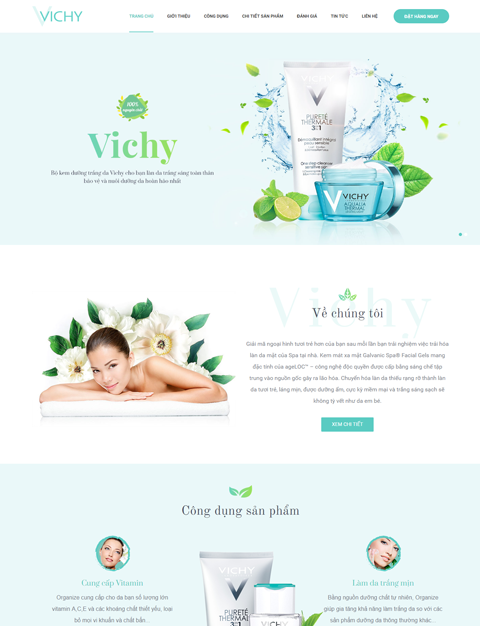 VICHY
TRANG CHỦ GIỚI THIỆU CÔNG DỤNG CHI TIẾT SẢN PHẨM ĐÁNH GIÁ TIN TỨC LIÊN HỆ ĐẶT HÀNG NGAY
100%
Vichy
Bộ kem dưỡng trắng da Vichy cho bạn làn da trắng sáng toàn thân
bảo vệ và nuôi dưỡng da hoàn hảo nhất
VICHY
PURETÉ
THERMALE
3IN1
VICHY
AQUALIA
THERMAL
Vichy
Về chúng tôi
Giải mã ngoại hình tươi trẻ hơn của bạn sau mỗi lần bạn trải nghiệm việc trải hóa
làn da mặt của Spa tại nhà. Kem mát xa mặt Galvanic Spa® Facial Gels mang
đặc tính của ageLOC™ – công nghệ độc quyền được cấp bằng sáng chế tập
trung vào nguồn gốc gây ra lão hóa. Chuyển hóa làn da thiếu rạng rỡ thành làn
da tươi trẻ, láng mịn, được dưỡng ẩm, cực kỳ mềm mại và trắng sáng sạch sẽ
không tỳ vết như da em bé.
XEM CHI TIẾT
Công dụng sản phẩm
Cung cấp Vitamin
Organize cung cấp cho da bạn số lượng lớn
vitamin A,C,E và các khoáng chất thiết yếu, loại
bỏ mọi vi khuẩn và chất bẩn...
VICHY
PURETÉ
THERMALE
3IN1
VICHY
Làm da trắng mịn
Bằng nguồn dưỡng chất tự nhiên, Organize
giúp gia tăng khả năng làm trắng da so với các
sản phẩm dưỡng da thông thường khác...